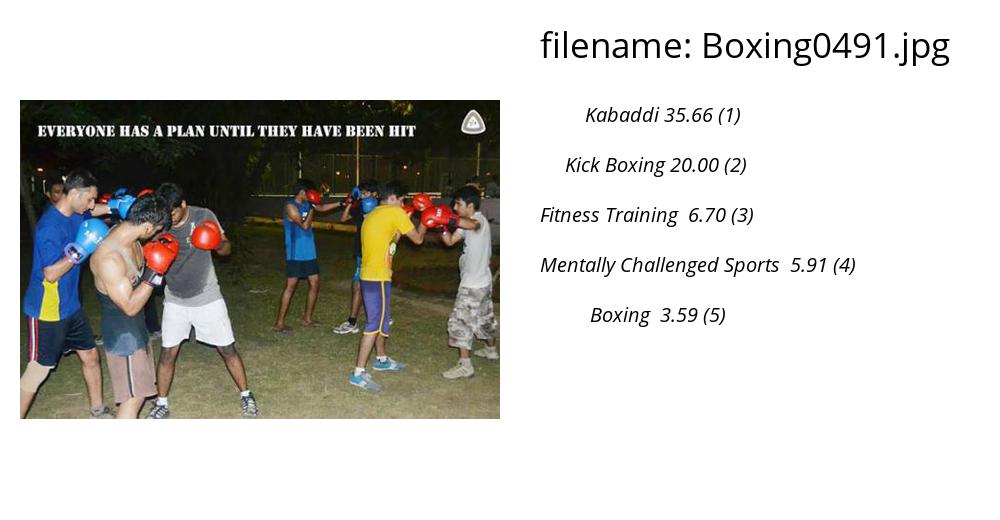 filename: Boxing0491.jpg
EVERYONE HAS A PLAN UNTIL THEY HAVE BEEN HIT
Kabaddi 35.66 (1)
Kick Boxing 20.00 (2)
Fitness Training 6.70 (3)
Mentally Challenged Sports 5.91 (4)
Boxing 3.59 (5)